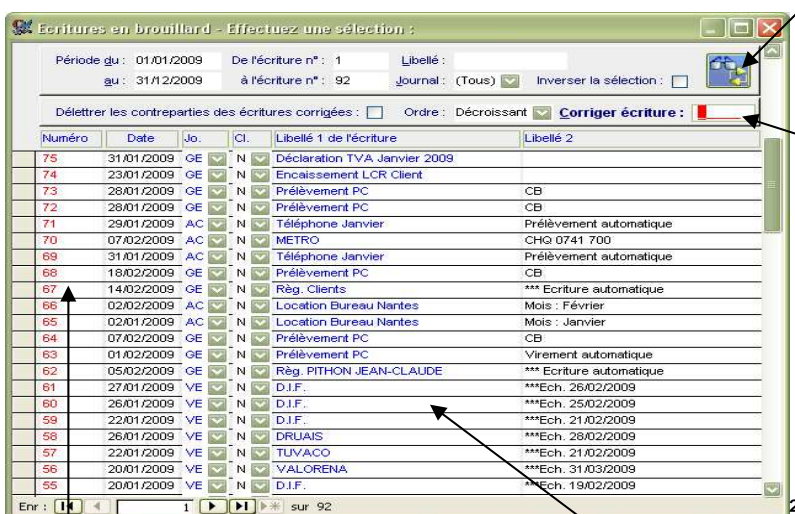 Ecritures en brouillard - Effectuez une sélection :
Période du : 01/01/2009 De l'écriture n° : 1 Libellé :
au : 31/12/2009 à l'écriture n° : 92 Journal : (Tous) Inverser la sélection :
Délettrer les contreparties des écritures corrigées : Ordre : Décroissant Corriger écriture :
Numéro Date Jo. Cl. Libellé 1 de l'écriture Libellé 2
75 31/01/2009 GE N Déclaration TVA Janvier 2009
74 23/01/2009 GE N Encaissement LCR Client
73 28/01/2009 GE N Prélèvement PC CB
72 28/01/2009 GE N Prélèvement PC CB
71 29/01/2009 AC N Téléphone Janvier Prélèvement automatique
70 07/02/2009 AC N METRO CHQ 0741 700
69 31/01/2009 AC N Téléphone Janvier Prélèvement automatique
68 18/02/2009 GE N Prélèvement PC CB
67 14/02/2009 GE N Règ. Clients *** Ecriture automatique
66 02/02/2009 AC N Location Bureau Nantes Mois : Février
65 02/01/2009 AC N Location Bureau Nantes Mois : Janvier
64 07/02/2009 GE N Prélèvement PC CB
63 01/02/2009 GE N Prélèvement PC Virement automatique
62 05/02/2009 GE N Règ. PITHON JEAN-CLAUDE *** Ecriture automatique
61 27/01/2009 VE N D.I.F. ***Ech. 26/02/2009
60 26/01/2009 VE N D.I.F. ***Ech. 25/02/2009
59 22/01/2009 VE N D.I.F. ***Ech. 21/02/2009
58 26/01/2009 VE N DRUAIS ***Ech. 28/02/2009
57 22/01/2009 VE N TUVACO ***Ech. 21/02/2009
56 20/01/2009 VE N VALORENA ***Ech. 31/03/2009
55 20/01/2009 VE N D.I.F. ***Ech. 19/02/2009
Enr : 1 sur 92